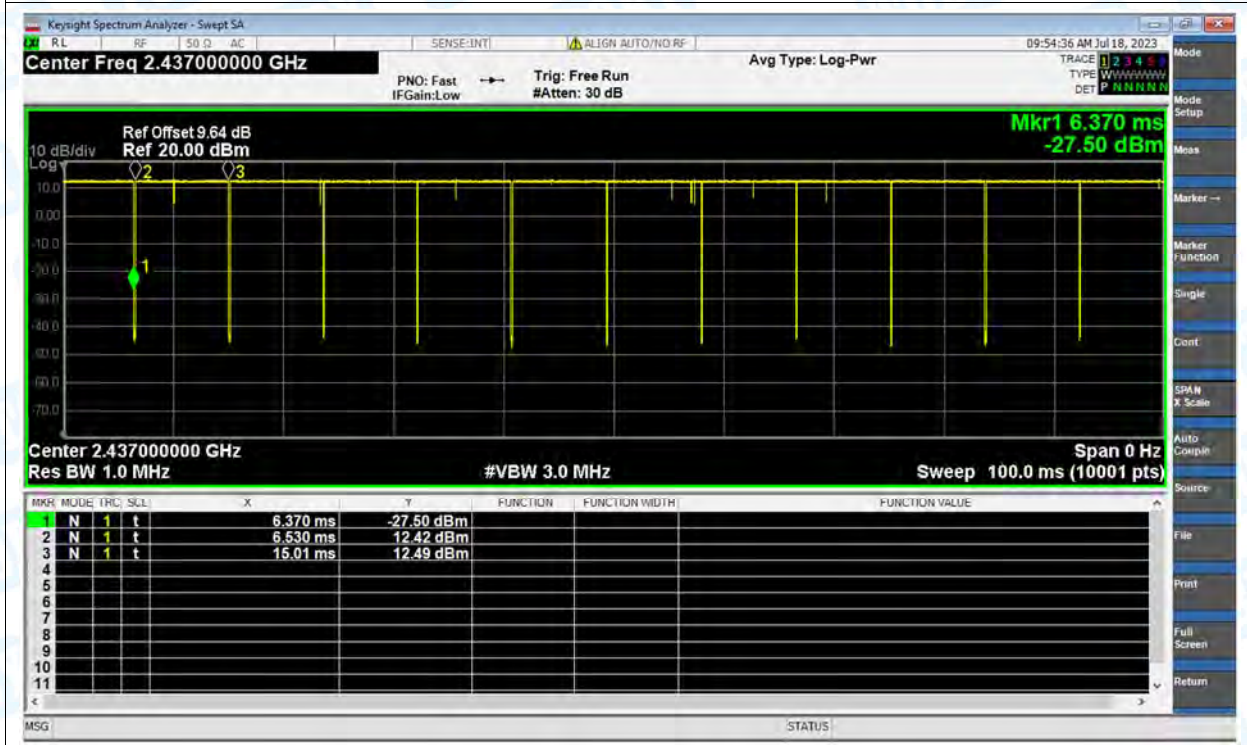 Keysight Spectrum Analyzer - Swept SA
LXI RL RF 50 Ω AC SENSE:INT ALIGN AUTO/NO RF 09:54:36 AM Jul 18, 2023
Center Freq 2.437000000 GHz
PNO: Fast
IFGain:Low
Trig: Free Run
#Atten: 30 dB
Avg Type: Log-Pwr
TRACE 1 2 3 4 5 6
TYPE WWWWWW
DET P N N N N N
Ref Offset 9.64 dB
10 dB/div Ref 20.00 dBm
Log
Mkr1 6.370 ms
-27.50 dBm
2 3
10.0
0.00
-10.0
-20.0
1
-30.0
-40.0
-50.0
-60.0
-70.0
Center 2.437000000 GHz Span 0 Hz
Res BW 1.0 MHz #VBW 3.0 MHz Sweep 100.0 ms (10001 pts)
MKR MODE TRC SCL X Y FUNCTION FUNCTION WIDTH FUNCTION VALUE
1 N 1 t 6.370 ms -27.50 dBm
2 N 1 t 6.530 ms 12.42 dBm
3 N 1 t 15.01 ms 12.49 dBm
4
5
6
7
8
9
10
11
MSG STATUS
Mode
Mode Setup
Meas
Marker →
Marker Function
Single
Cont
SPAN X Scale
Auto Couple
Source
File
Print
Full Screen
Return